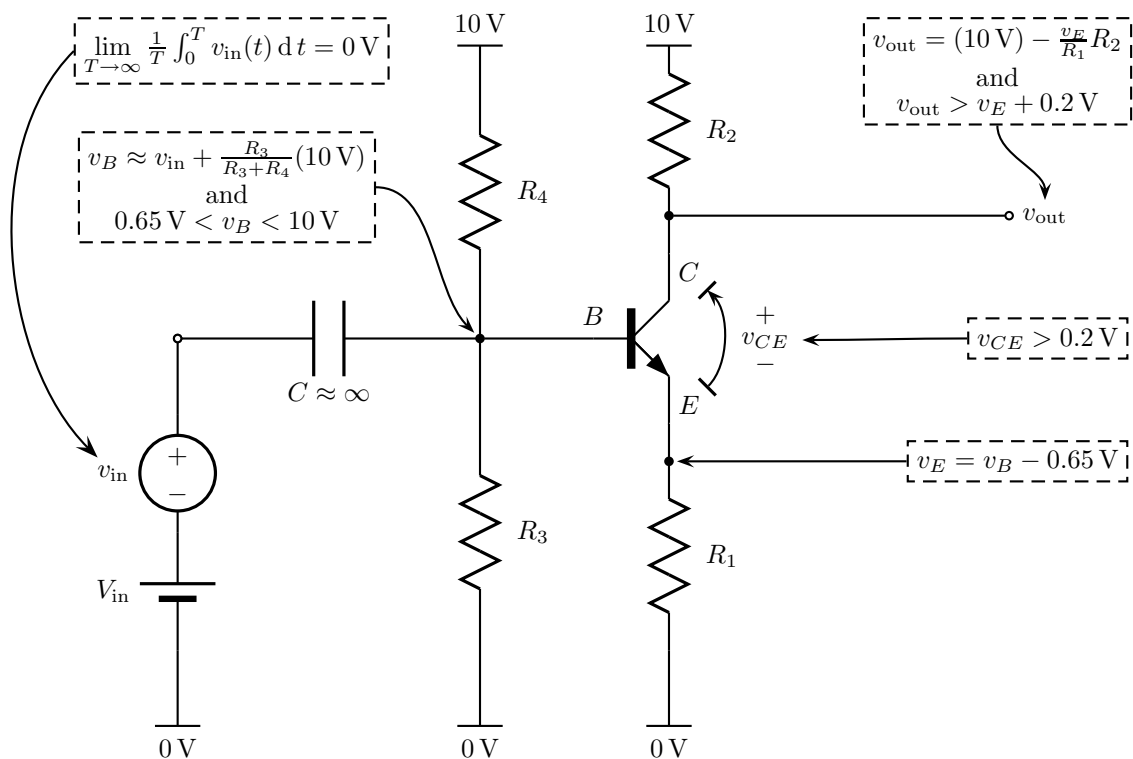 lim_{T→∞} 1/T ∫_0^T v_in(t) d t = 0 V
10 V
10 V
v_out = (10 V) − v_E/R_1 R_2
and
v_out > v_E + 0.2 V
v_B ≈ v_in + R_3/(R_3+R_4) (10 V)
and
0.65 V < v_B < 10 V
R_4
R_2
v_out
C
B
+
v_CE
−
v_CE > 0.2 V
C ≈ ∞
E
v_in
+
−
v_E = v_B − 0.65 V
R_3
R_1
V_in
0 V
0 V
0 V